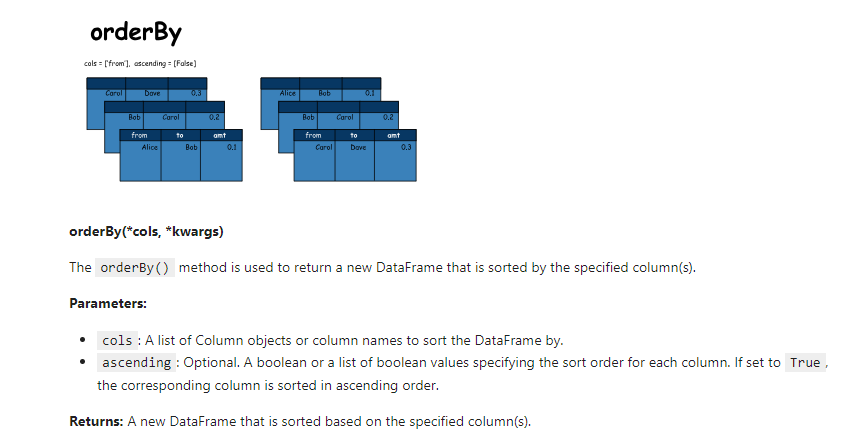 orderBy
cols = ['from'], ascending = [False]
Carol Dave 0.3
Bob Carol 0.2
from to amt
Alice Bob 0.1
Alice Bob 0.1
Bob Carol 0.2
from to amt
Carol Dave 0.3
orderBy(*cols, *kwargs)
The orderBy() method is used to return a new DataFrame that is sorted by the specified column(s).
Parameters:
• cols : A list of Column objects or column names to sort the DataFrame by.
• ascending : Optional. A boolean or a list of boolean values specifying the sort order for each column. If set to True ,
the corresponding column is sorted in ascending order.
Returns: A new DataFrame that is sorted based on the specified column(s).